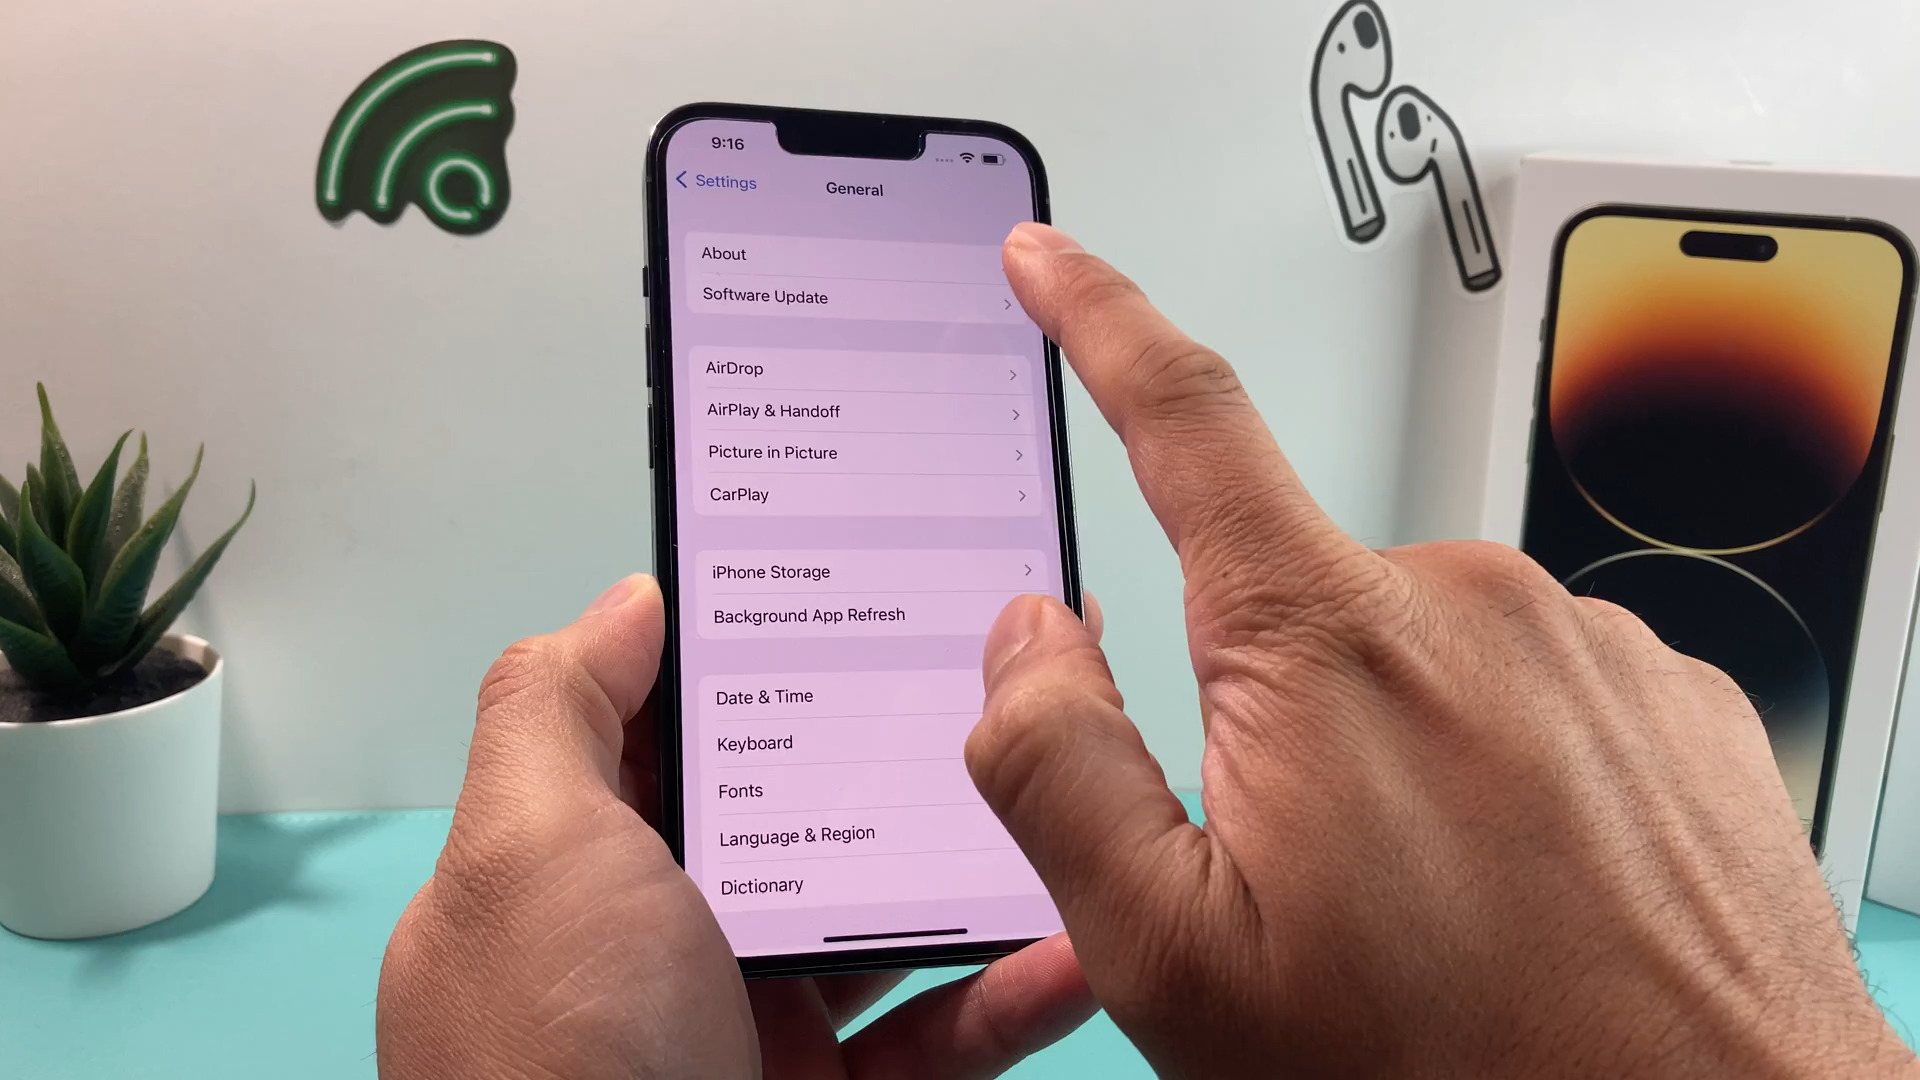 9:16
Settings
General
About
Software Update
AirDrop
AirPlay & Handoff
Picture in Picture
CarPlay
iPhone Storage
Background App Refresh
Date & Time
Keyboard
Fonts
Language & Region
Dictionary